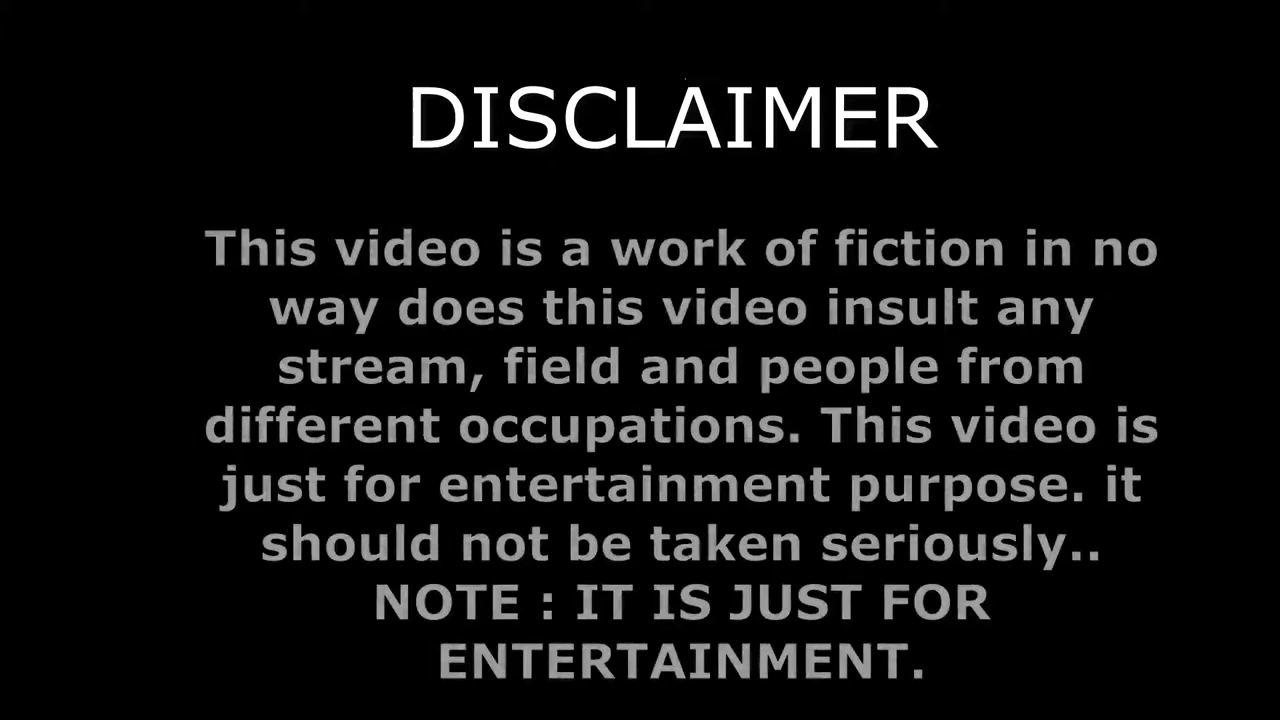 DISCLAIMER
This video is a work of fiction in no
way does this video insult any
stream, field and people from
different occupations. This video is
just for entertainment purpose. it
should not be taken seriously..
NOTE : IT IS JUST FOR
ENTERTAINMENT.